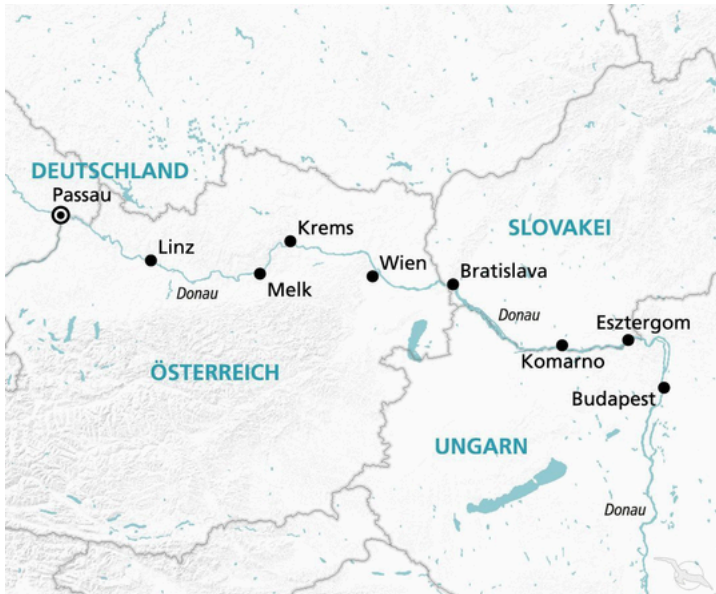 DEUTSCHLAND
Passau
Krems
SLOVAKEI
Linz
Wien
Bratislava
Donau
Melk
Donau
Esztergom
Komarno
ÖSTERREICH
Budapest
UNGARN
Donau